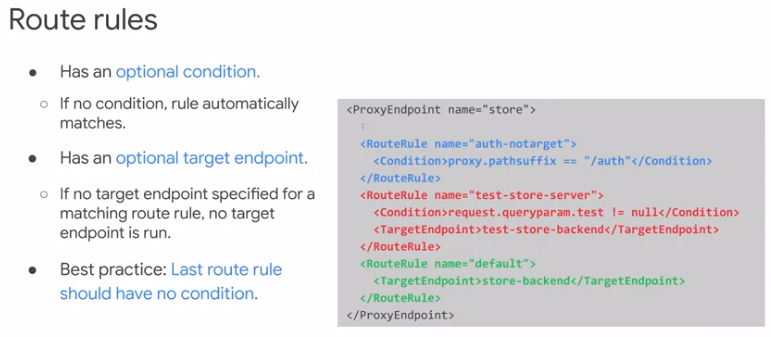 Route rules
● Has an optional condition.
○ If no condition, rule automatically
matches.
● Has an optional target endpoint.
○ If no target endpoint specified for a
matching route rule, no target
endpoint is run.
● Best practice: Last route rule
should have no condition.
<ProxyEndpoint name="store">
⋮
<RouteRule name="auth-notarget">
<Condition>proxy.pathsuffix == "/auth"</Condition>
</RouteRule>
<RouteRule name="test-store-server">
<Condition>request.queryparam.test != null</Condition>
<TargetEndpoint>test-store-backend</TargetEndpoint>
</RouteRule>
<RouteRule name="default">
<TargetEndpoint>store-backend</TargetEndpoint>
</RouteRule>
</ProxyEndpoint>